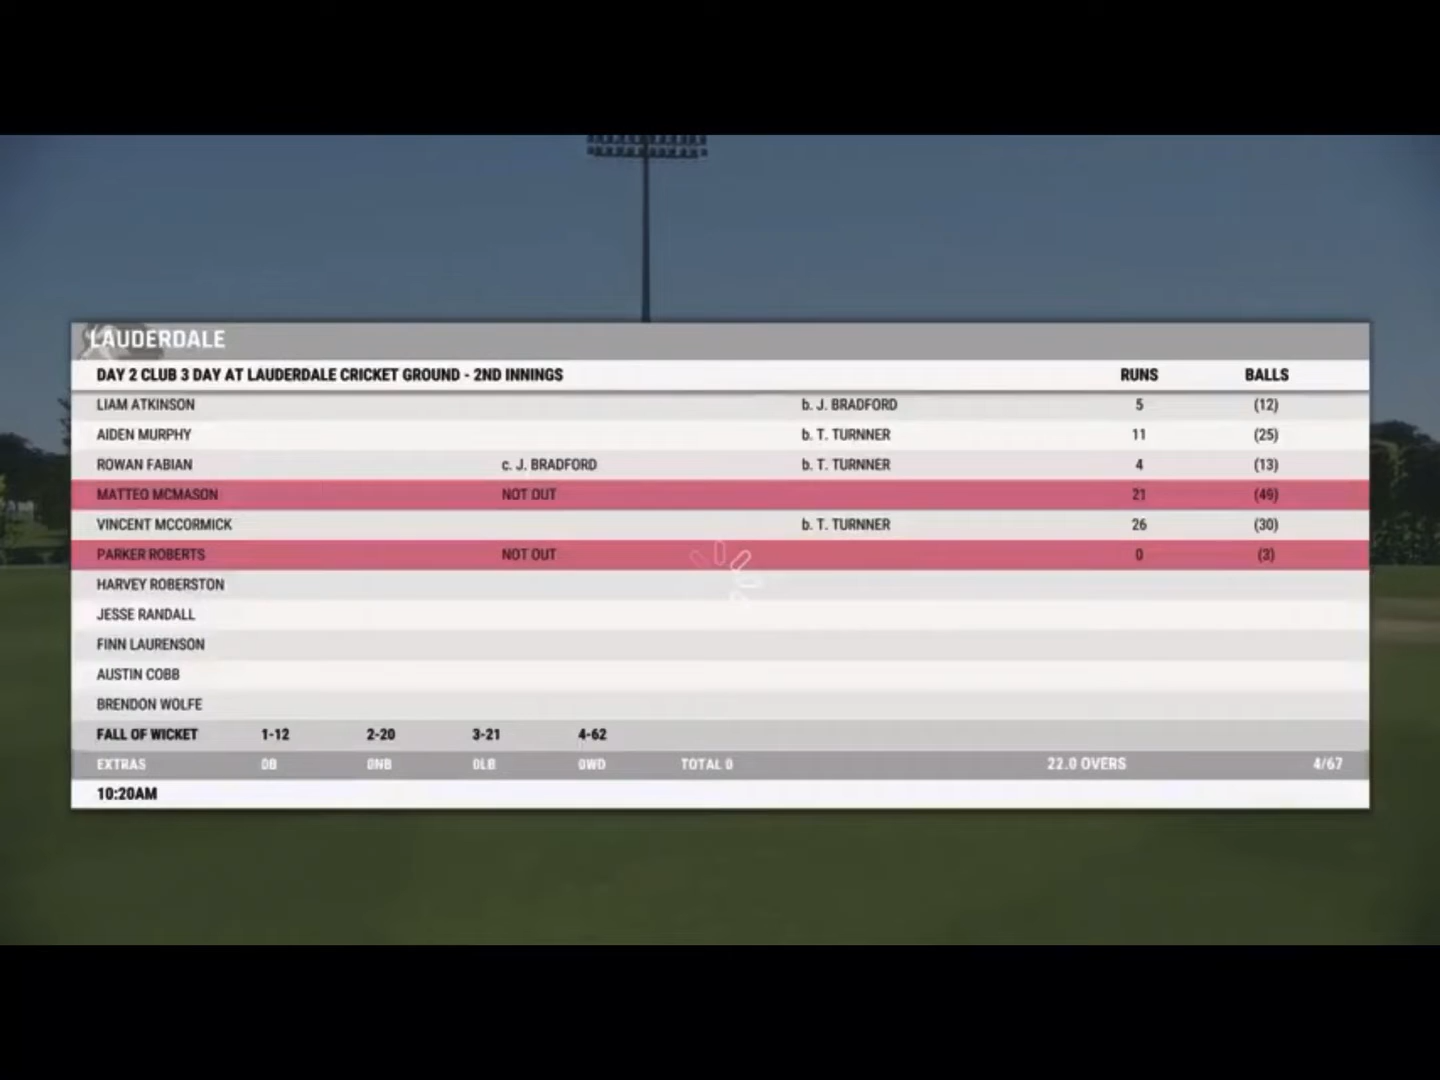 LAUDERDALE
DAY 2 CLUB 3 DAY AT LAUDERDALE CRICKET GROUND - 2ND INNINGS RUNS BALLS
LIAM ATKINSON b. J. BRADFORD 5 (12)
AIDEN MURPHY b. T. TURNNER 11 (25)
ROWAN FABIAN c. J. BRADFORD b. T. TURNNER 4 (13)
MATTEO MCMASON NOT OUT 21 (49)
VINCENT MCCORMICK b. T. TURNNER 26 (30)
PARKER ROBERTS NOT OUT 0 (3)
HARVEY ROBERSTON
JESSE RANDALL
FINN LAURENSON
AUSTIN COBB
BRENDON WOLFE
FALL OF WICKET 1-12 2-20 3-21 4-62
EXTRAS 0B 0NB 0LB 0WD TOTAL 0 22.0 OVERS 4/67
10:20AM